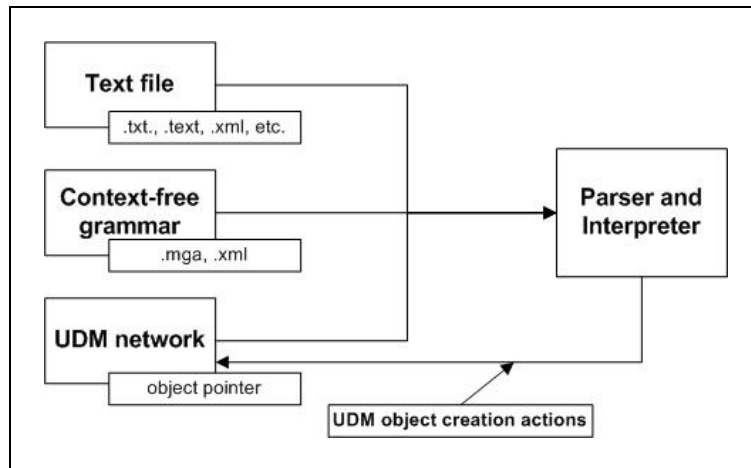 Text file
.txt., .text, .xml, etc.
Context-free
grammar
.mga, .xml
UDM network
object pointer
Parser and
Interpreter
UDM object creation actions